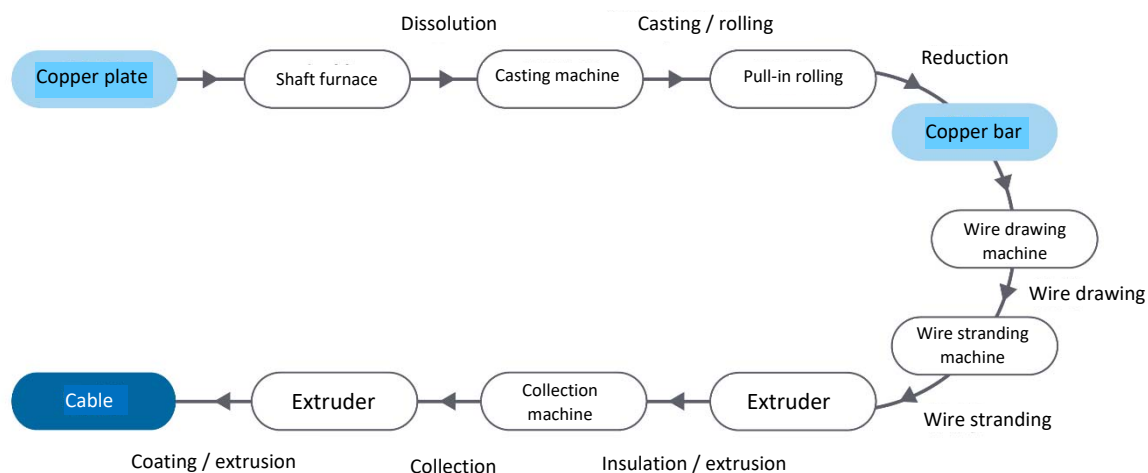 Dissolution
Casting / rolling
Copper plate
Shaft furnace
Casting machine
Pull-in rolling
Reduction
Copper bar
Wire drawing
machine
Wire drawing
Wire stranding
machine
Wire stranding
Extruder
Insulation / extrusion
Collection
machine
Collection
Extruder
Coating / extrusion
Cable